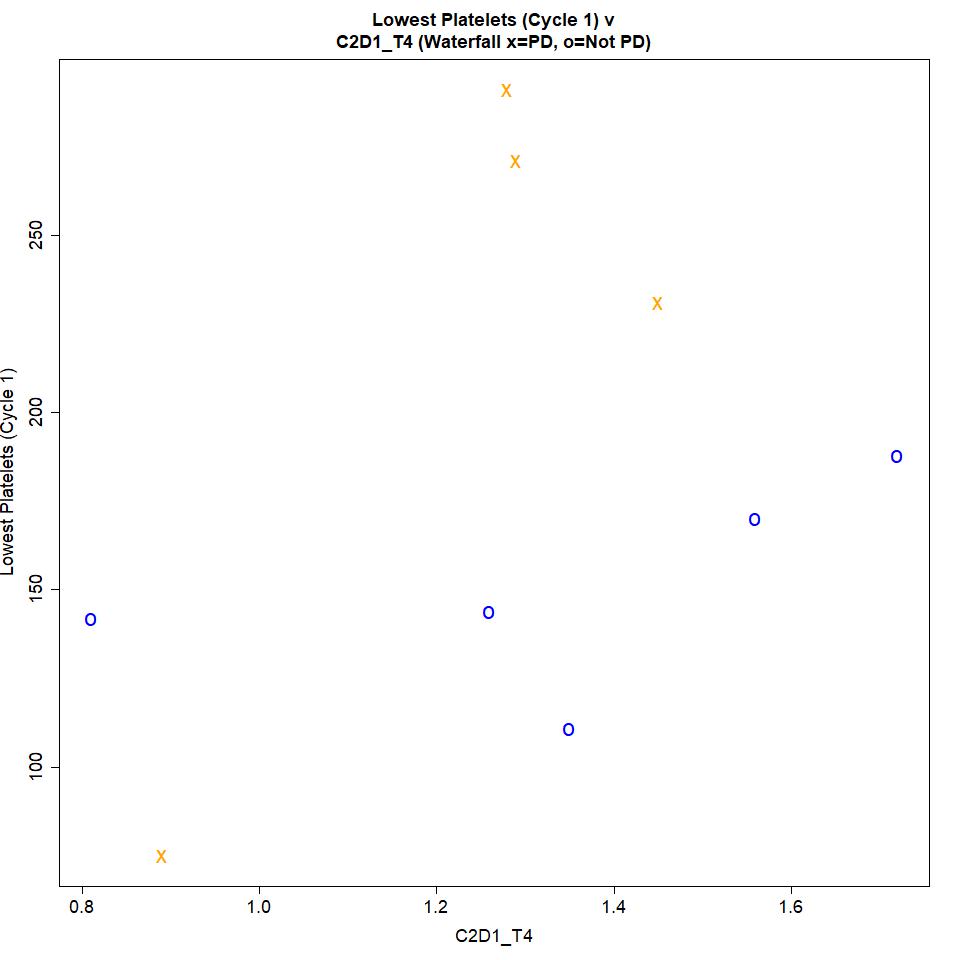 Lowest Platelets (Cycle 1) v
C2D1_T4 (Waterfall x=PD, o=Not PD)
Lowest Platelets (Cycle 1)
250
200
150
100
X
X
X
O
O
O
O
O
X
0.8
1.0
1.2
1.4
1.6
C2D1_T4